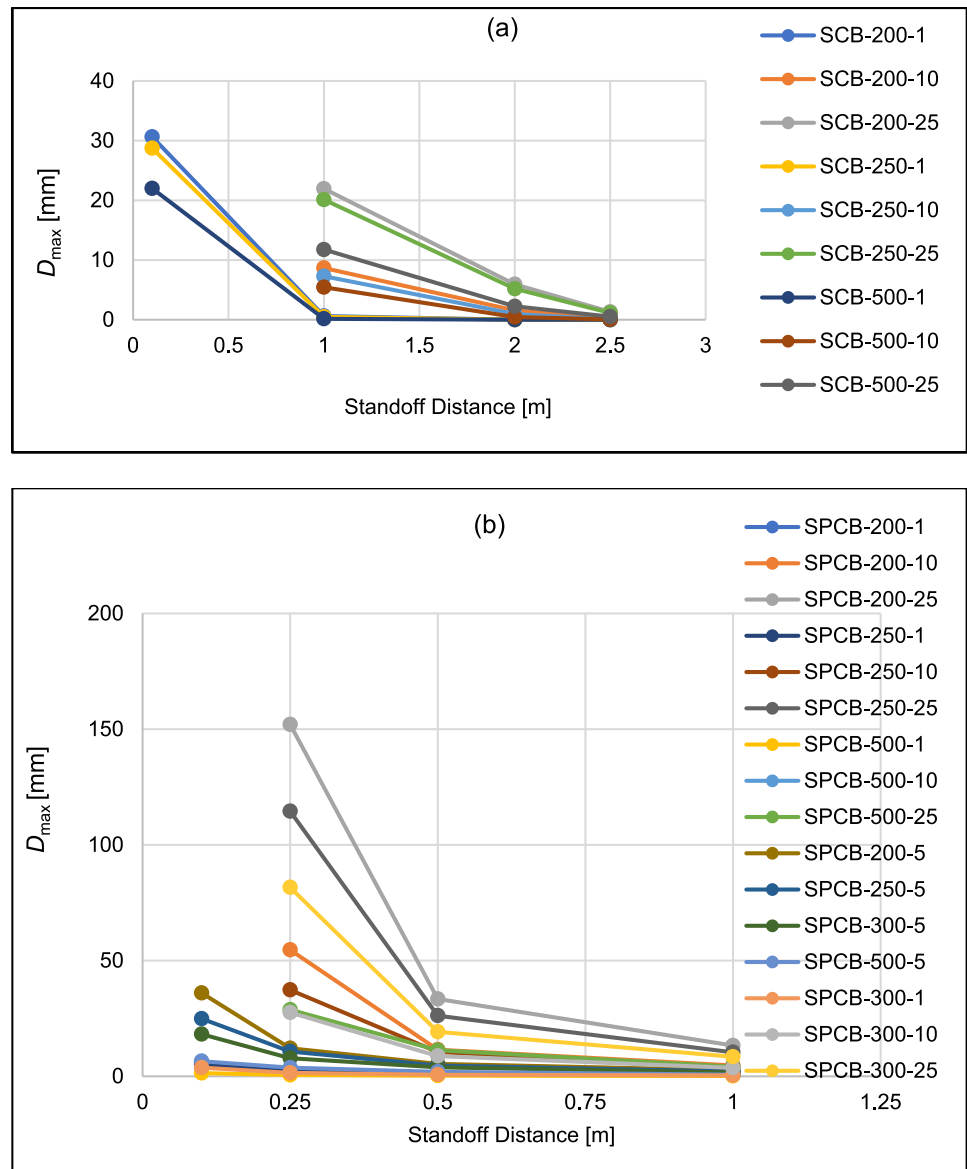 (a)
40
30
20
10
0
0
0.5
1
2
2.5
3
D_max [mm]
Standoff Distance [m]
SCB-200-1
SCB-200-10
SCB-200-25
SCB-250-1
SCB-250-10
SCB-250-25
SCB-500-1
SCB-500-10
SCB-500-25
(b)
200
150
100
50
0
0
0.25
0.5
0.75
1
1.25
D_max [mm]
Standoff Distance [m]
SPCB-200-1
SPCB-200-10
SPCB-200-25
SPCB-250-1
SPCB-250-10
SPCB-250-25
SPCB-500-1
SPCB-500-10
SPCB-500-25
SPCB-200-5
SPCB-250-5
SPCB-300-5
SPCB-500-5
SPCB-300-1
SPCB-300-10
SPCB-300-25